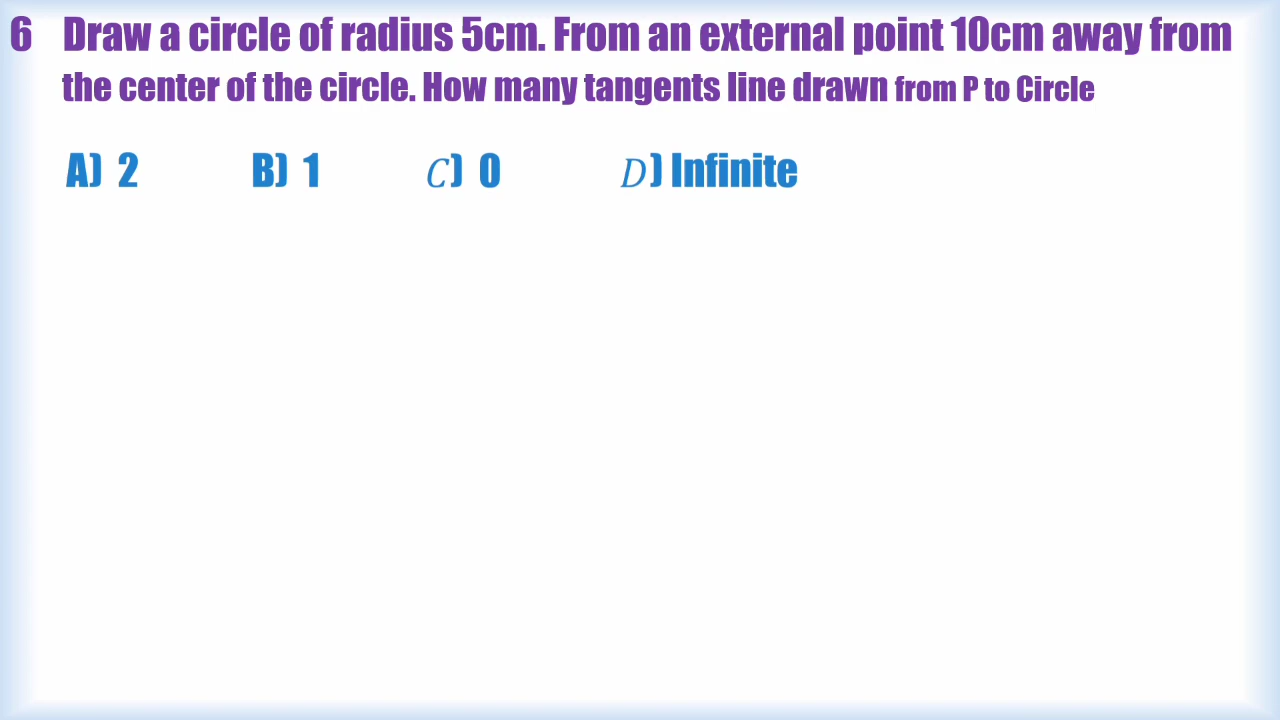 6 Draw a circle of radius 5cm. From an external point 10cm away from
the center of the circle. How many tangents line drawn from P to Circle
A) 2 B) 1 C) 0 D) Infinite